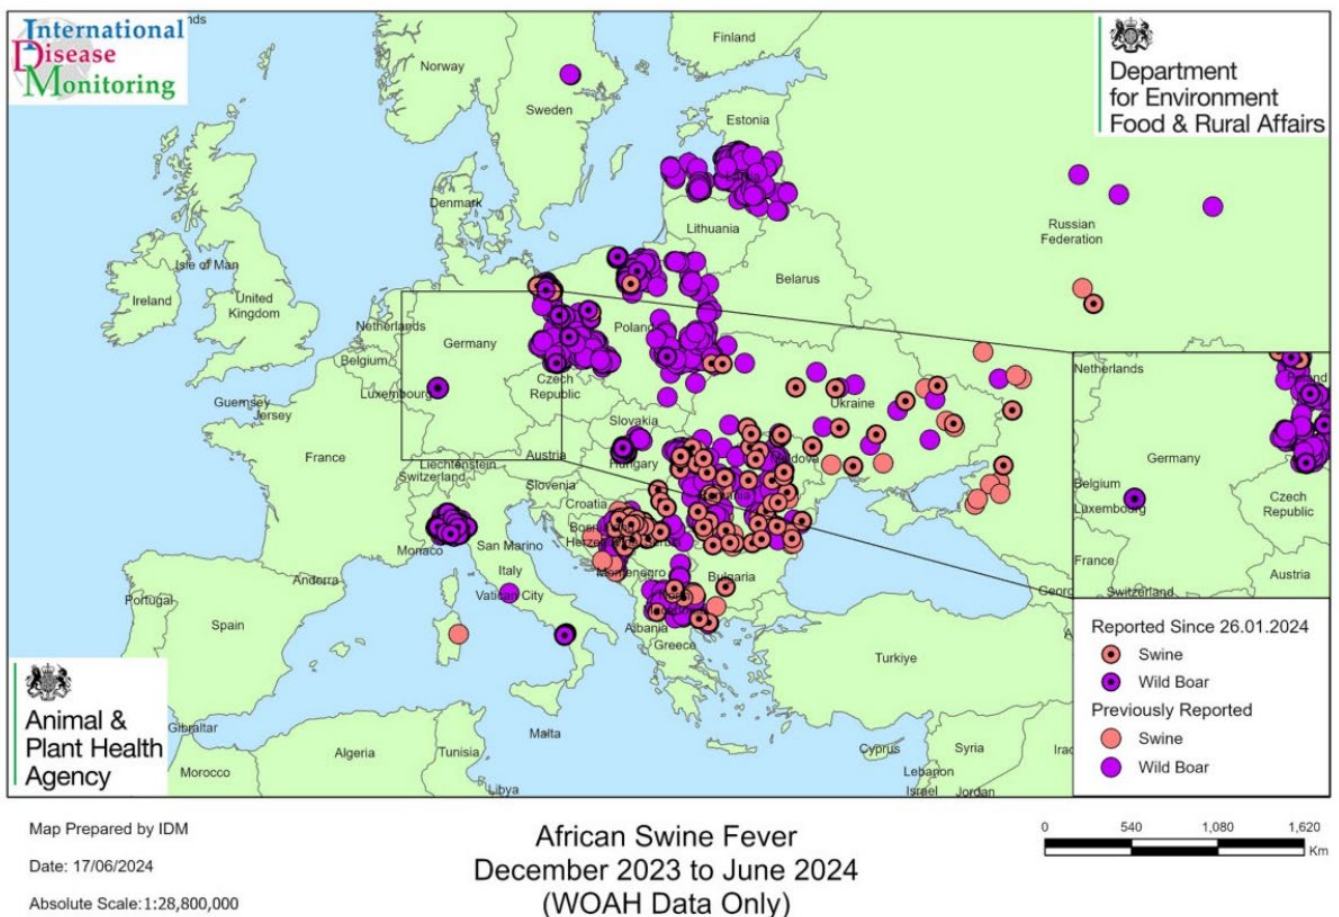 International
Disease
Monitoring
Department
for Environment
Food & Rural Affairs
Finland
Norway
Sweden
Estonia
Denmark
Lithuania
Russian
Federation
Isle of Man
Ireland
United
Kingdom
Belarus
Netherlands
Germany
Poland
Belgium
Luxembourg
Czech
Republic
Guernsey
Jersey
Ukraine
Slovakia
France
Austria
Hungary
Moldova
Liechtenstein
Switzerland
Slovenia
Croatia
Monaco
San Marino
Italy
Montenegro
Bulgaria
Andorra
Vatican City
Portugal
Spain
Albania
Greece
Turkiye
Gibraltar
Algeria
Tunisia
Malta
Cyprus
Syria
Morocco
Lebanon
Libya
Israel
Jordan
Netherlands
Germany
Belgium
Luxembourg
Czech
Republic
France
Austria
Switzerland
Reported Since 26.01.2024
Swine
Wild Boar
Previously Reported
Swine
Wild Boar
Animal &
Plant Health
Agency
Map Prepared by IDM
Date: 17/06/2024
Absolute Scale:1:28,800,000
African Swine Fever
December 2023 to June 2024
(WOAH Data Only)
0 540 1,080 1,620
Km